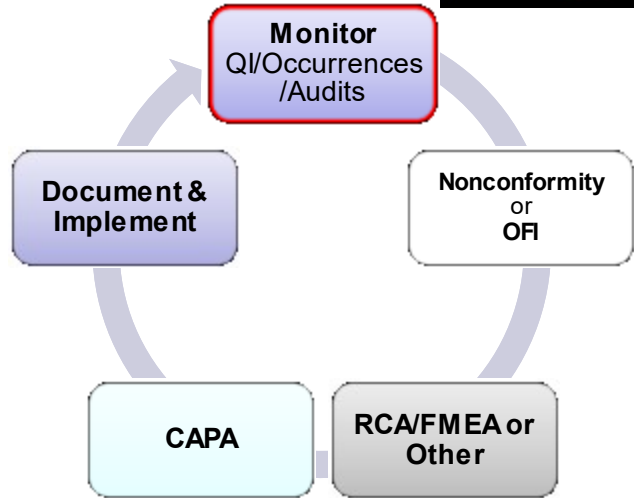 Monitor
QI/Occurrences
/Audits
Nonconformity
or
OFI
RCA/FMEA or
Other
CAPA
Document &
Implement